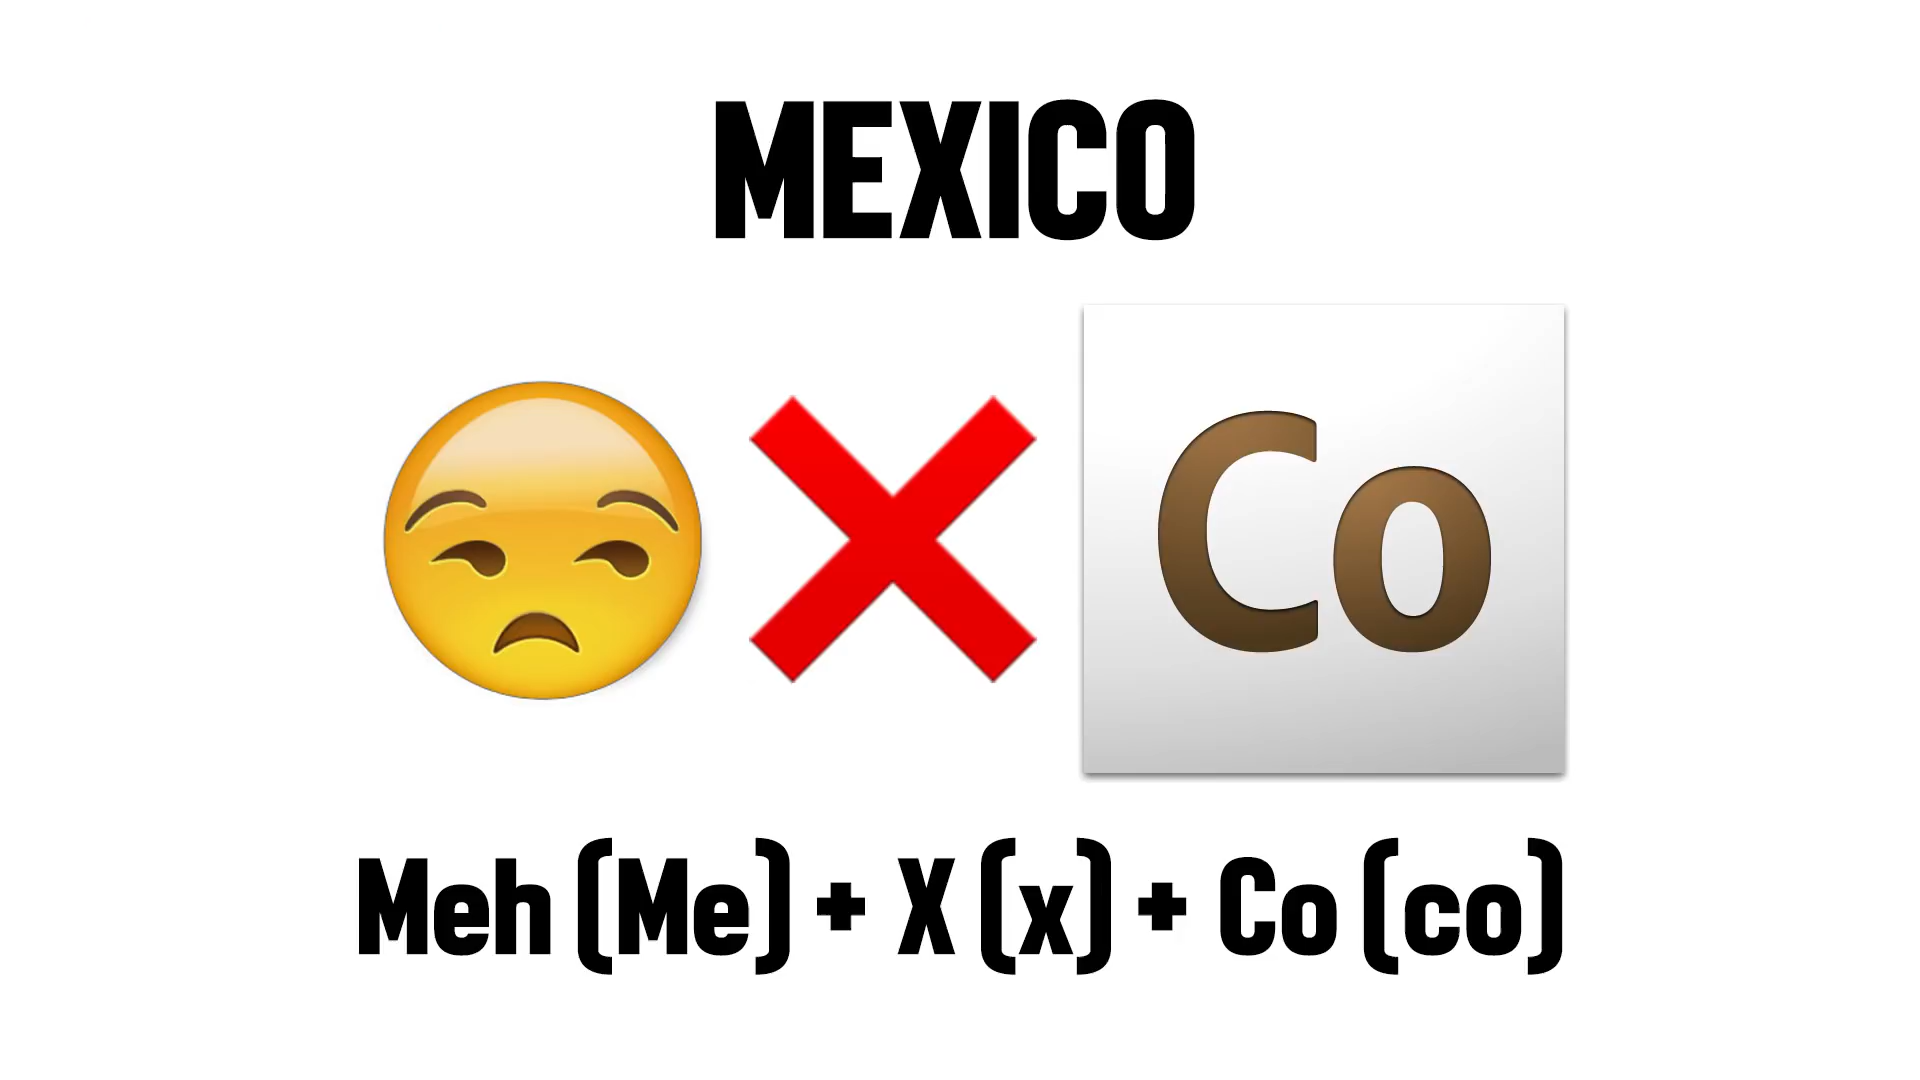 MEXICO
Co
Meh (Me) + X (x) + Co (co)